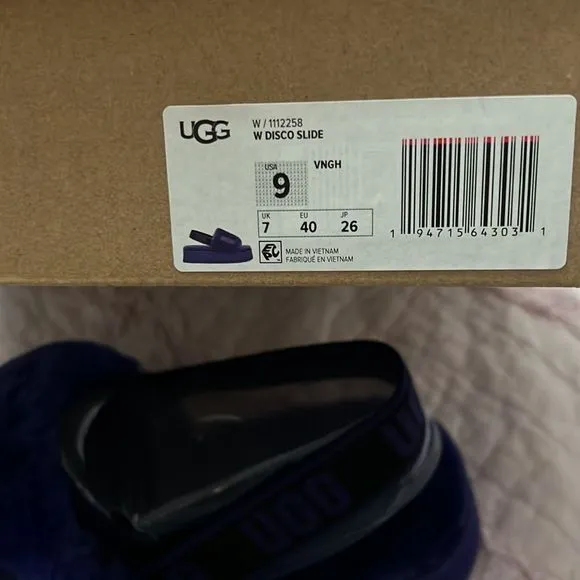 UGG
W / 1112258
W DISCO SLIDE
USA
9
VNGH
UK EU JP
7 40 26
MADE IN VIETNAM
FABRIQUÉ EN VIETNAM
1 94715 64303 1
UGG